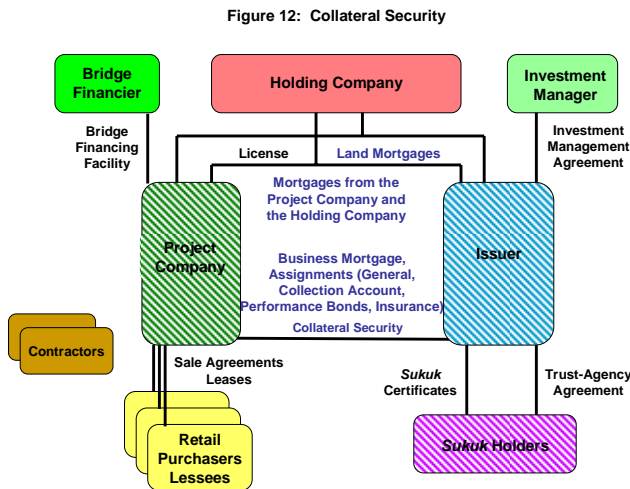 Figure 12: Collateral Security
Bridge
Financier
Holding Company
Investment
Manager
Bridge
Financing
Facility
License
Land Mortgages
Investment
Management
Agreement
Mortgages from the
Project Company and
the Holding Company
Project
Company
Issuer
Business Mortgage,
Assignments (General,
Collection Account,
Performance Bonds, Insurance)
Collateral Security
Contractors
Sale Agreements
Leases
Sukuk
Certificates
Trust-Agency
Agreement
Retail
Purchasers
Lessees
Sukuk Holders